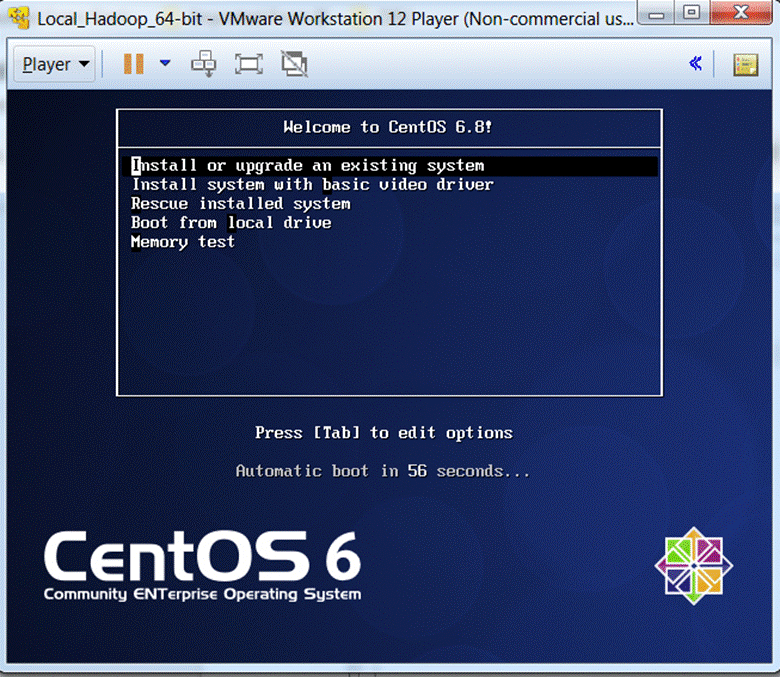 Local_Hadoop_64-bit - VMware Workstation 12 Player (Non-commercial us...
Player
Welcome to CentOS 6.8!
Install or upgrade an existing system
Install system with basic video driver
Rescue installed system
Boot from local drive
Memory test
Press [Tab] to edit options
Automatic boot in 56 seconds...
CentOS 6
Community ENTerprise Operating System